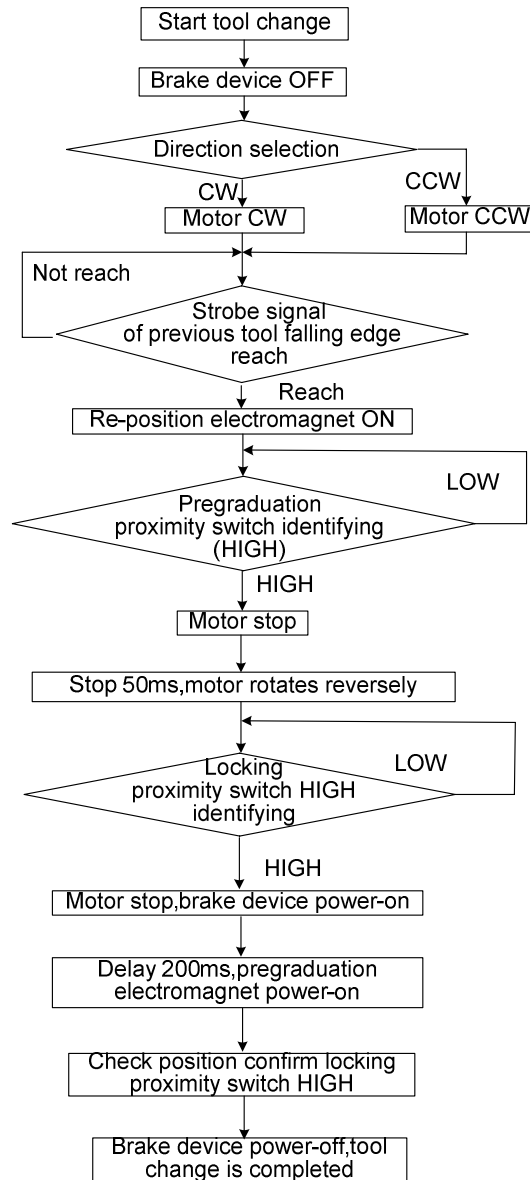 Start tool change
Brake device OFF
Direction selection
CW
CCW
Motor CW
Motor CCW
Not reach
Strobe signal
of previous tool falling edge
reach
Reach
Re-position electromagnet ON
LOW
Pregraduation
proximity switch identifying
(HIGH)
HIGH
Motor stop
Stop 50ms,motor rotates reversely
LOW
Locking
proximity switch HIGH
identifying
HIGH
Motor stop,brake device power-on
Delay 200ms,pregraduation
electromagnet power-on
Check position confirm locking
proximity switch HIGH
Brake device power-off,tool
change is completed